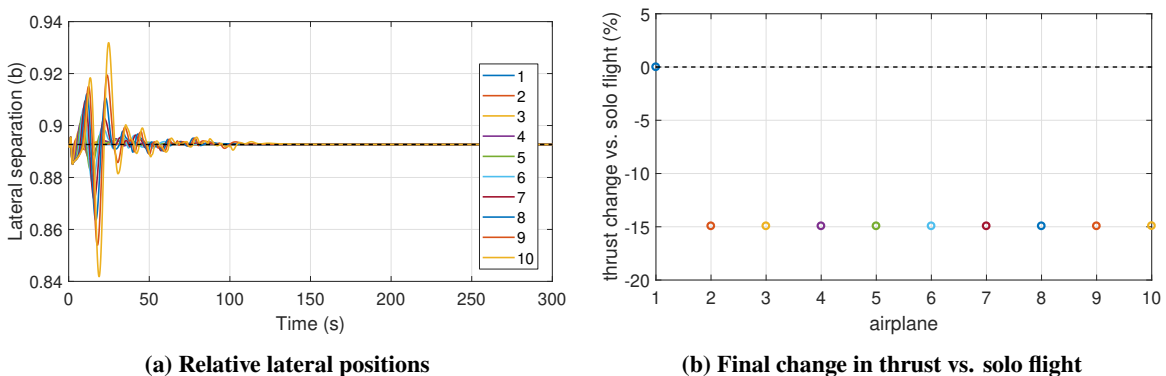 0.94
0.92
0.9
0.88
0.86
0.84
Lateral separation (b)
0 50 100 150 200 250 300
Time (s)
1
2
3
4
5
6
7
8
9
10
(a) Relative lateral positions
5
0
-5
-10
-15
-20
thrust change vs. solo flight (%)
1 2 3 4 5 6 7 8 9 10
airplane
(b) Final change in thrust vs. solo flight